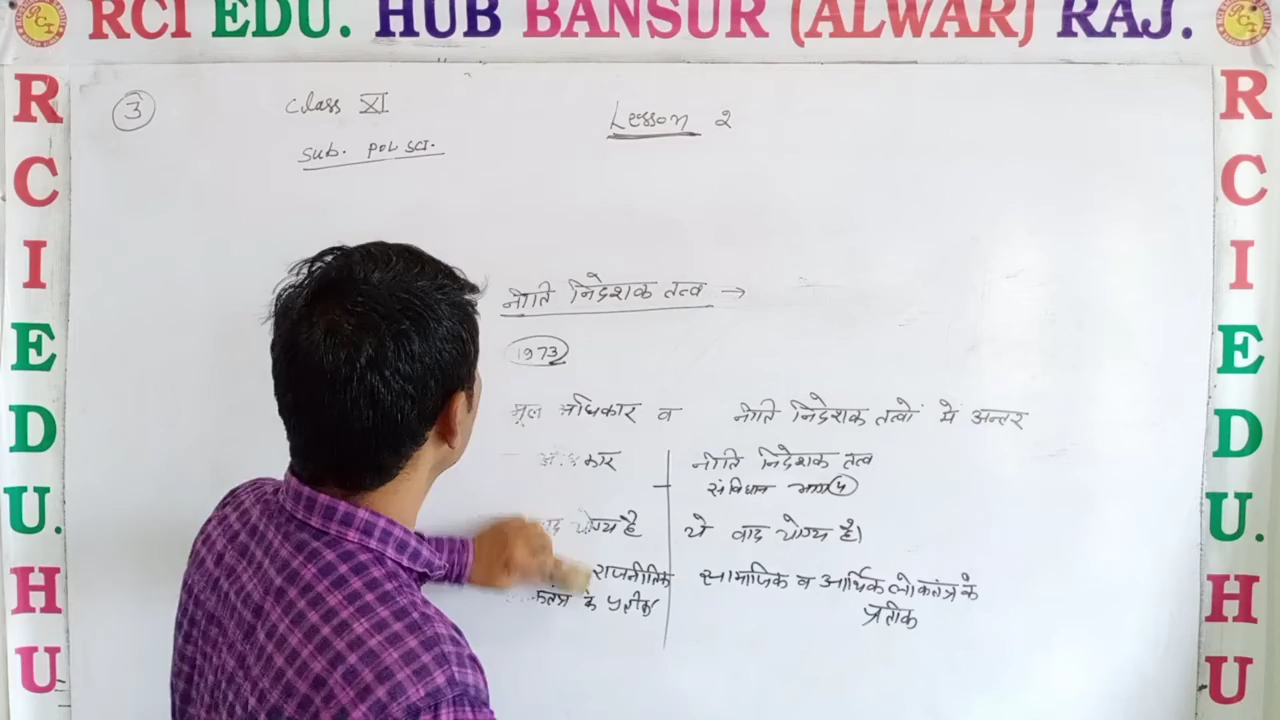 RCI EDU. HUB BANSUR (ALWAR) RAJ.
RCI EDU. HU
RCI EDU. HU
3
Class XI
Sub. Pol sci.
Lesson 2
नीति निदेशक तत्व →
1973
मूल अधिकार व नीति निदेशक तत्वों में अन्तर
कार
नीति निदेशक तत्व
संविधान भाग 4
योग्य है
ये वाद योग्य है।
राजनीतिक
के प्रतीक
सामाजिक व आर्थिक लोकतंत्र के
प्रतीक